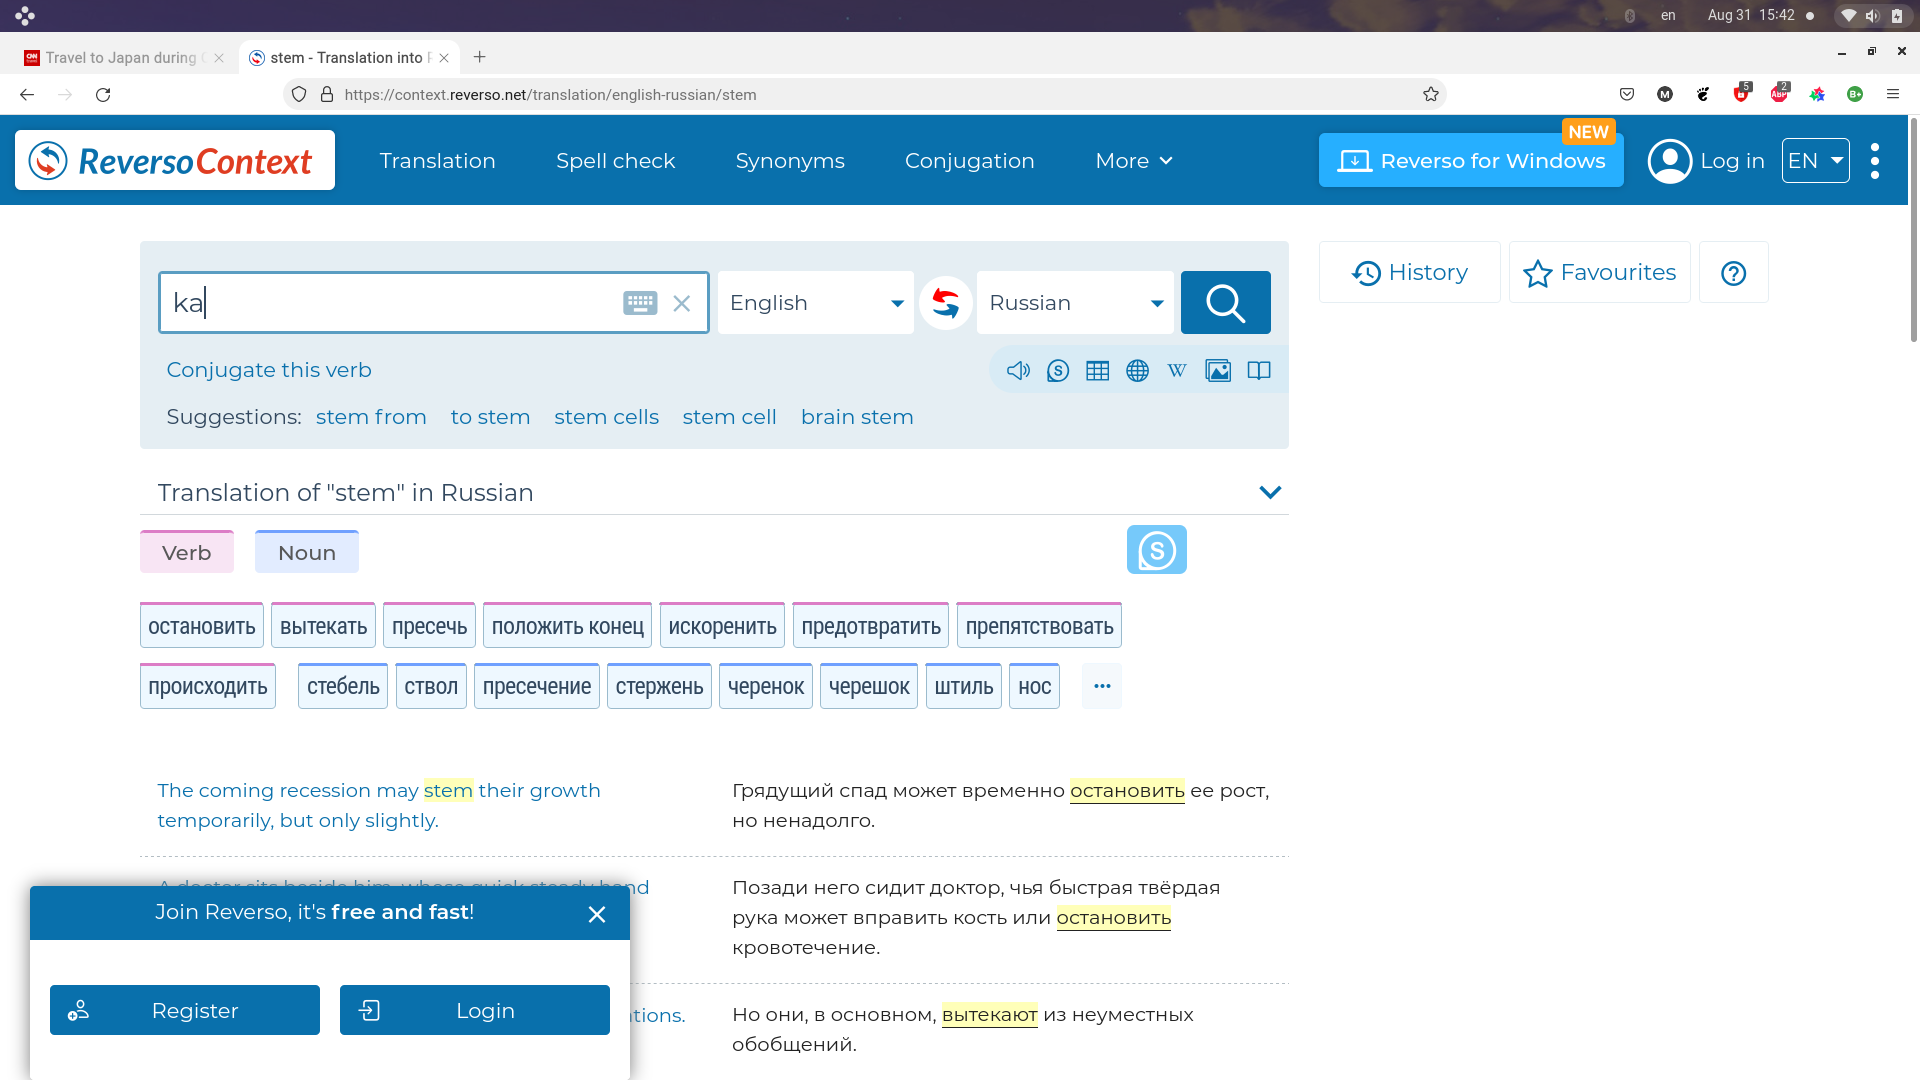 en
Aug 31 15:42
Travel to Japan during
stem - Translation into
https://context.reverso.net/translation/english-russian/stem
5
2
Reverso Context
Translation
Spell check
Synonyms
Conjugation
More
NEW
Reverso for Windows
Log in
EN
ka
English
Russian
History
Favourites
Conjugate this verb
Suggestions: stem from to stem stem cells stem cell brain stem
Translation of "stem" in Russian
Verb
Noun
остановить вытекать пресечь положить конец искоренить предотвратить препятствовать
происходить стебель ствол пресечение стержень черенок черешок штиль нос ...
The coming recession may stem their growth
temporarily, but only slightly.
Грядущий спад может временно остановить ее рост,
но ненадолго.
A doctor sits beside him, whose quick steady hand
Позади него сидит доктор, чья быстрая твёрдая
рука может вправить кость или остановить
кровотечение.
Но они, в основном, вытекают из неуместных
обобщений.
Join Reverso, it's free and fast!
Register
Login